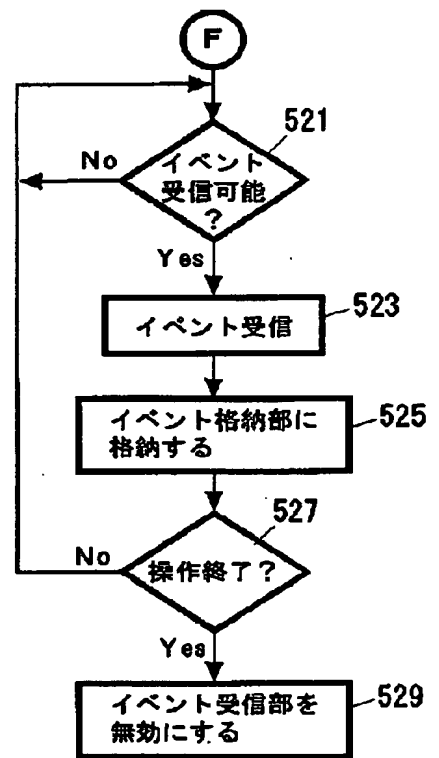 F
521
イベント
受信可能
?
No
Yes
イベント受信
523
イベント格納部に
格納する
525
527
操作終了?
No
Yes
イベント受信部を
無効にする
529